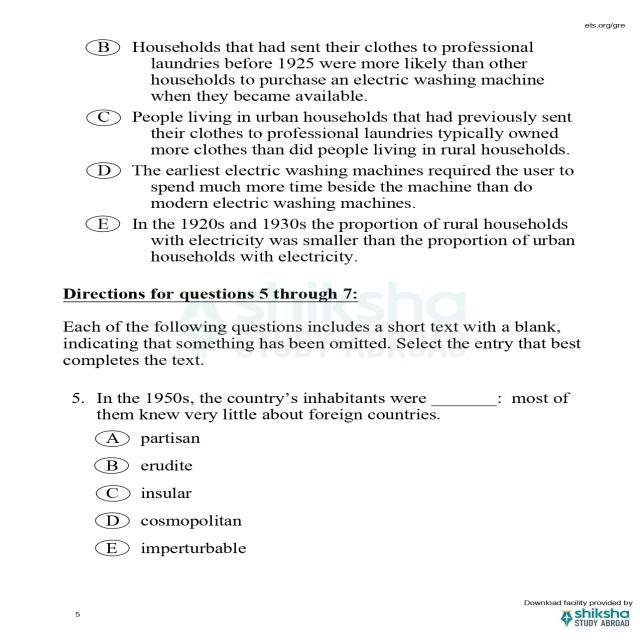 ets.org/gre
B Households that had sent their clothes to professional
laundries before 1925 were more likely than other
households to purchase an electric washing machine
when they became available.
C People living in urban households that had previously sent
their clothes to professional laundries typically owned
more clothes than did people living in rural households.
D The earliest electric washing machines required the user to
spend much more time beside the machine than do
modern electric washing machines.
E In the 1920s and 1930s the proportion of rural households
with electricity was smaller than the proportion of urban
households with electricity.
Directions for questions 5 through 7:
shiksha
STUDY ABROAD
Each of the following questions includes a short text with a blank,
indicating that something has been omitted. Select the entry that best
completes the text.
5. In the 1950s, the country's inhabitants were ________: most of
them knew very little about foreign countries.
A partisan
B erudite
C insular
D cosmopolitan
E imperturbable
Download facility provided by
5
shiksha
STUDY ABROAD